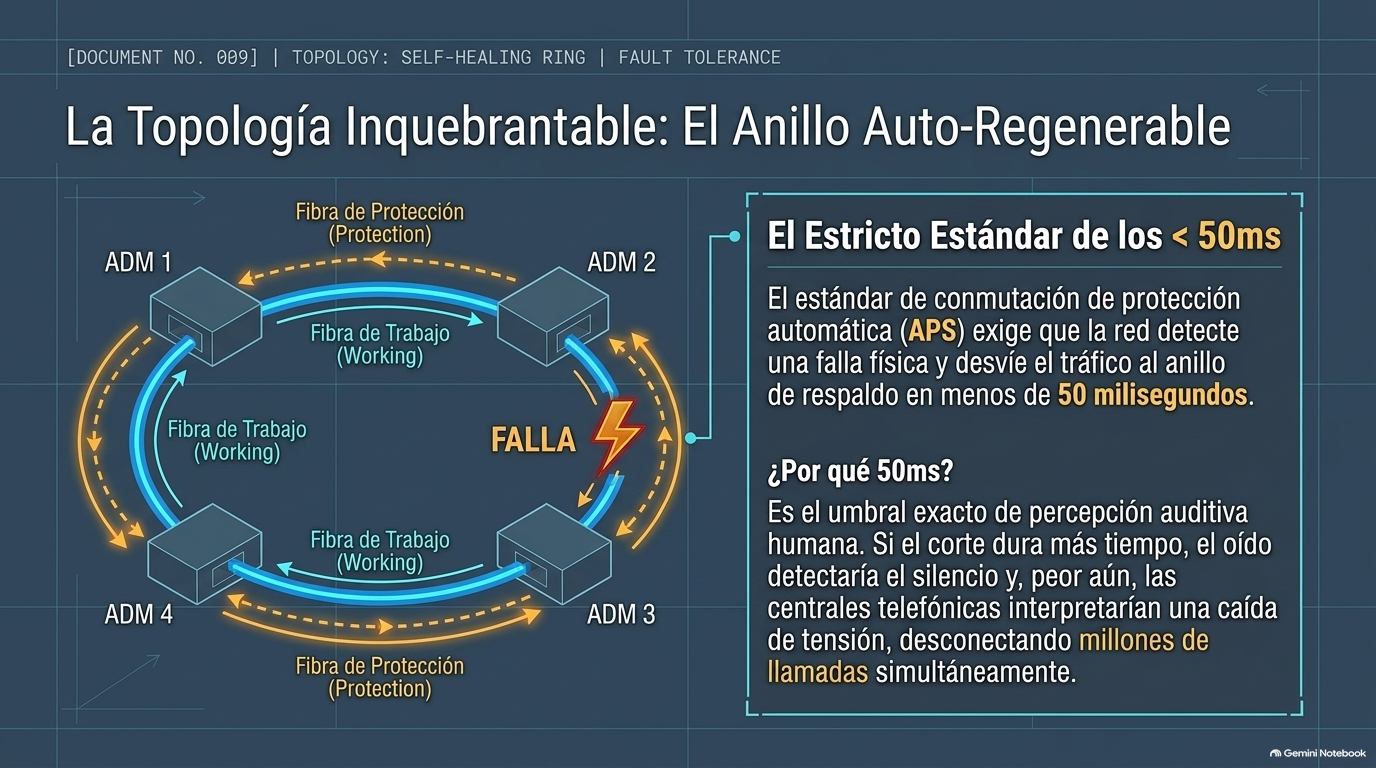 [DOCUMENT NO. 009] | TOPOLOGY: SELF-HEALING RING | FAULT TOLERANCE
La Topología Inquebrantable: El Anillo Auto-Regenerable
Fibra de Protección
(Protection)
ADM 1
ADM 2
Fibra de Trabajo
(Working)
Fibra de Trabajo
(Working)
FALLA
Fibra de Trabajo
(Working)
ADM 4
ADM 3
Fibra de Protección
(Protection)
El Estricto Estándar de los < 50ms
El estándar de conmutación de protección
automática (APS) exige que la red detecte
una falla física y desvíe el tráfico al anillo
de respaldo en menos de 50 milisegundos.
¿Por qué 50ms?
Es el umbral exacto de percepción auditiva
humana. Si el corte dura más tiempo, el oído
detectaría el silencio y, peor aún, las
centrales telefónicas interpretarían una caída
de tensión, desconectando millones de
llamadas simultáneamente.
Gemini Notebook